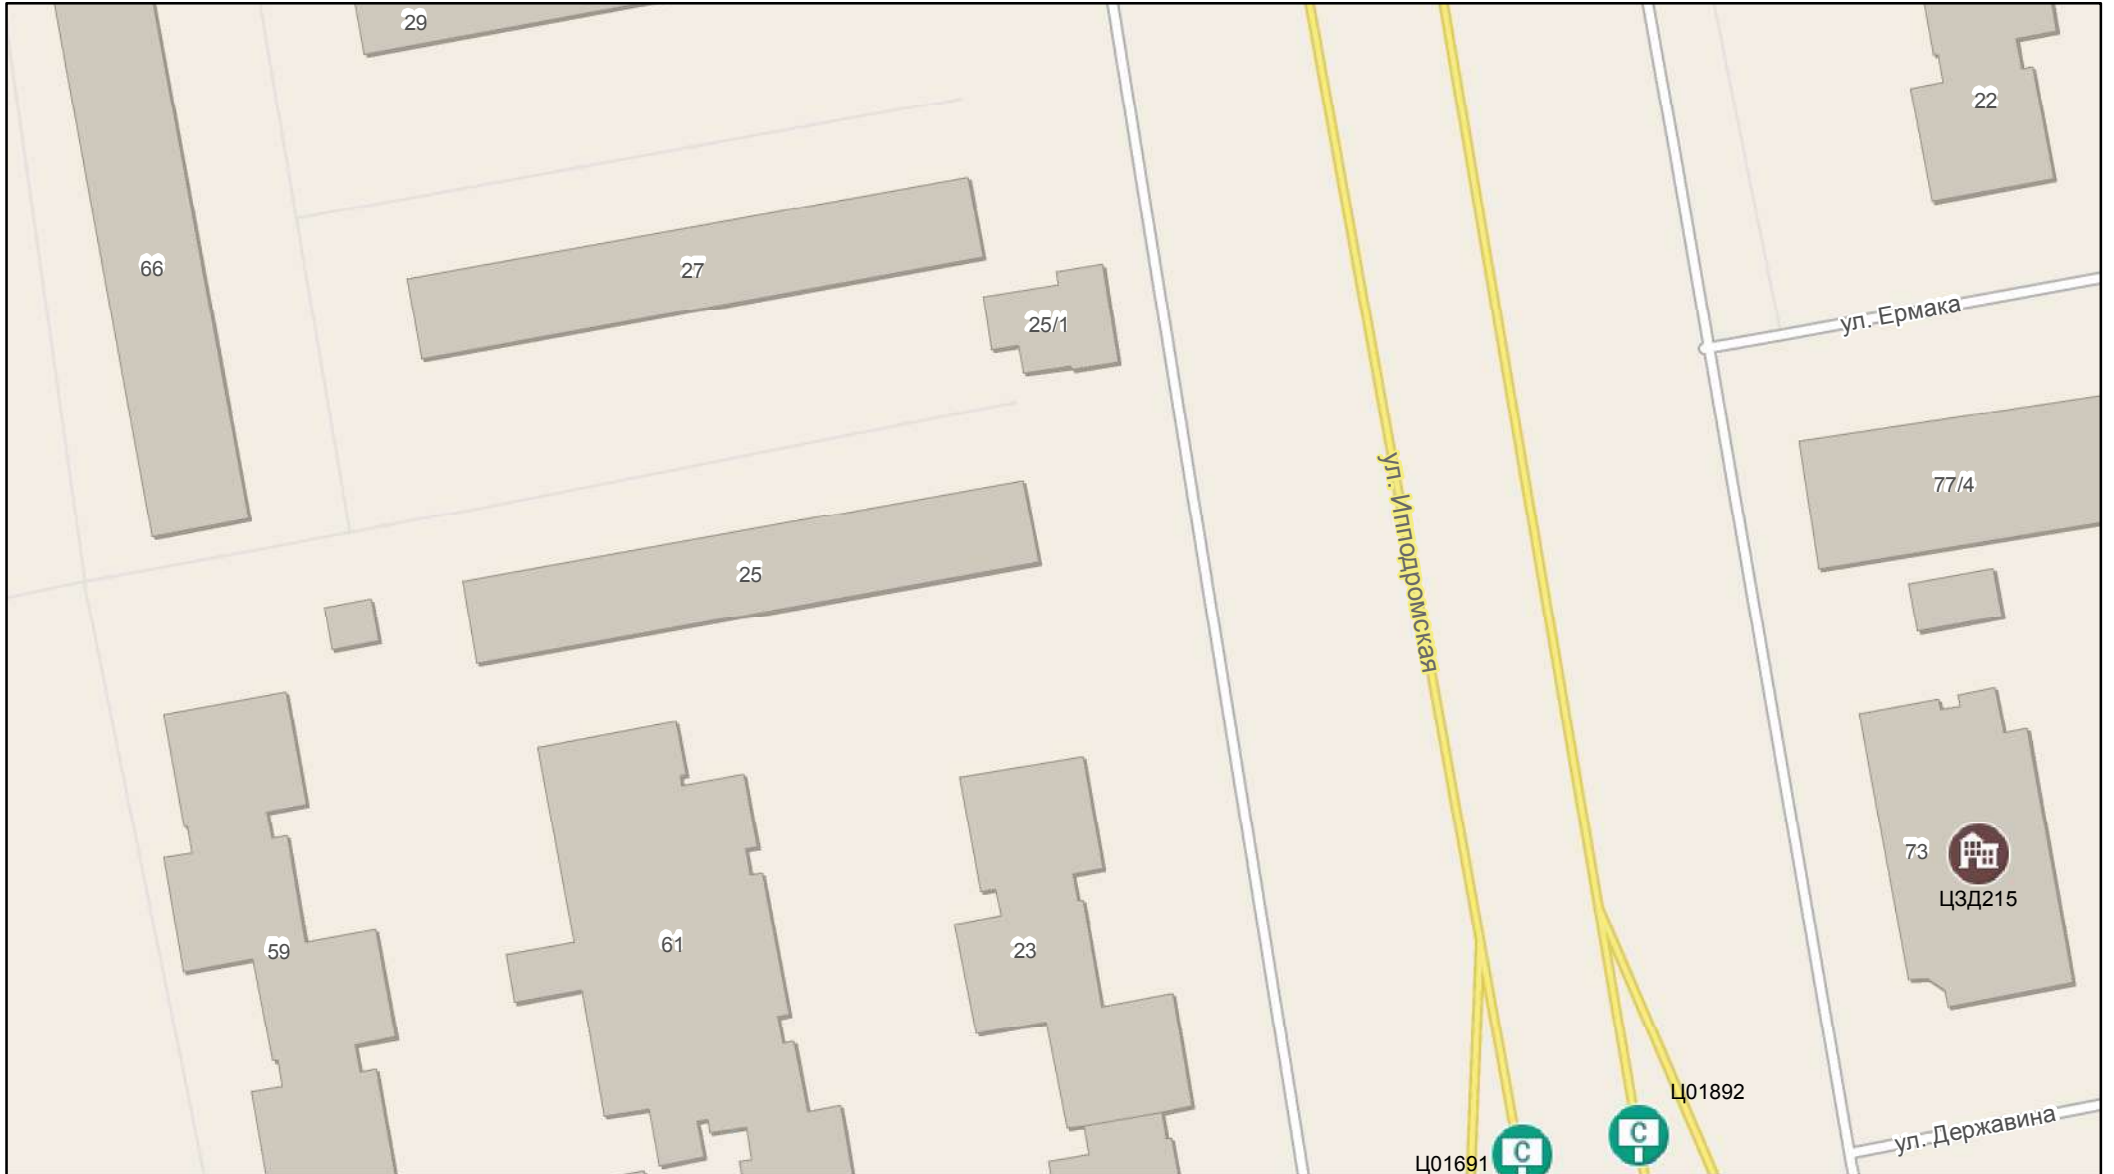 29
22
66
27
25/1
ул. Ермака
77/4
ул. Ипподромская
25
73
ЦЗД215
59
61
23
Ц01892
ул. Державина
Ц01691
С
С